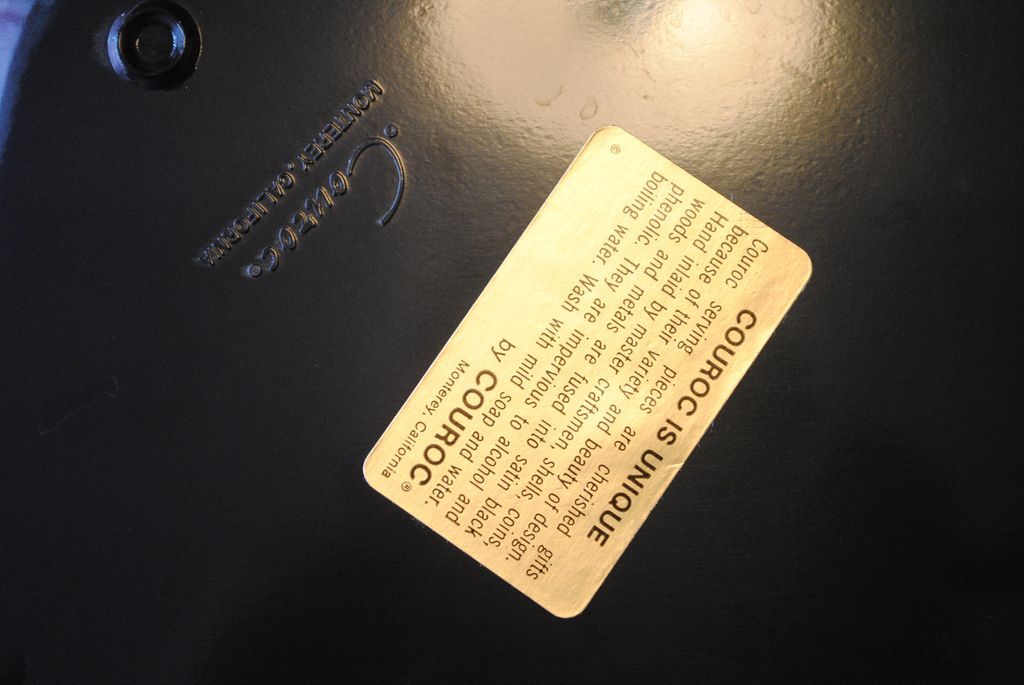 Couroc®
MONTEREY, CALIFORNIA
COUROC IS UNIQUE
Couroc serving pieces are cherished gifts
because of their variety and beauty of design.
Hand inlaid by master craftsmen, shells, coins,
woods and metals are fused into satin black
phenolic. They are impervious to alcohol and
boiling water. Wash with mild soap and water.
by COUROC®
Monterey, California
©